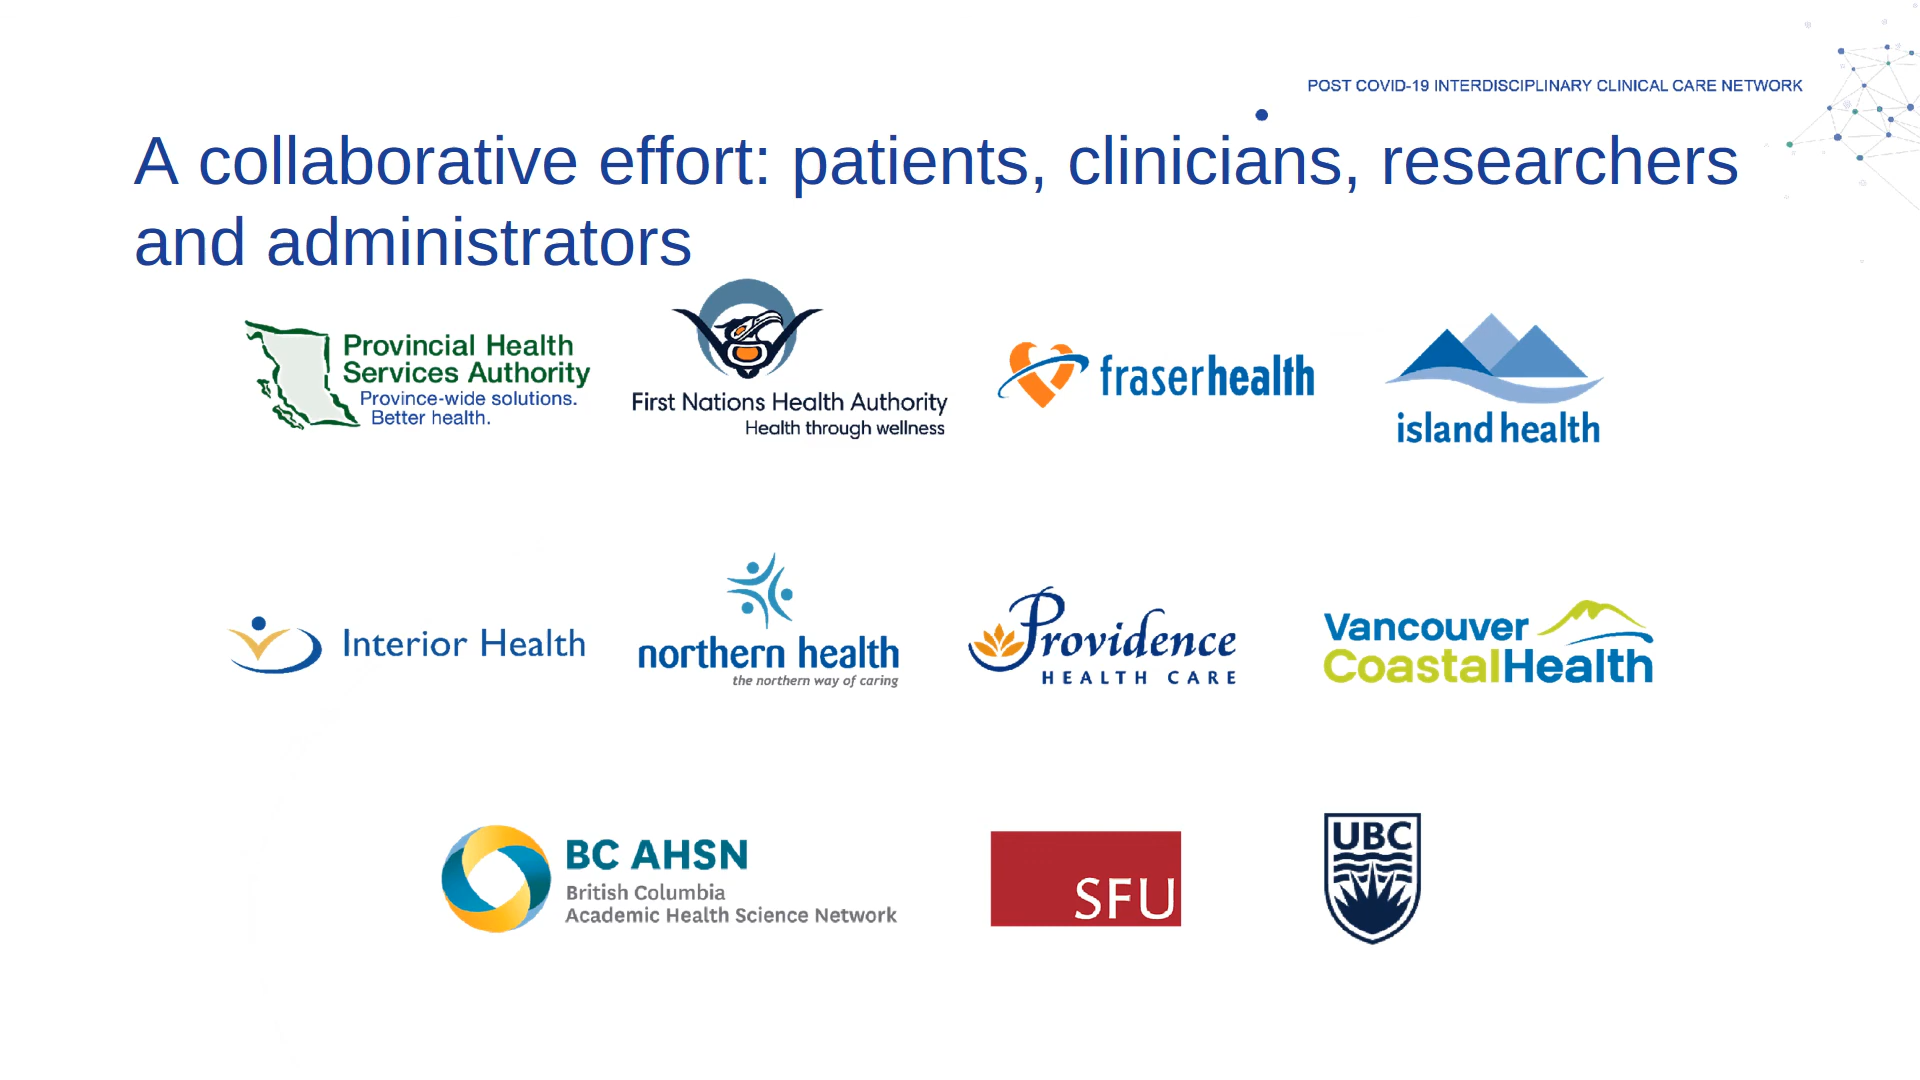 POST COVID-19 INTERDISCIPLINARY CLINICAL CARE NETWORK
A collaborative effort: patients, clinicians, researchers
and administrators
Provincial Health
Services Authority
Province-wide solutions.
Better health.
First Nations Health Authority
Health through wellness
fraserhealth
island health
Interior Health
northern health
the northern way of caring
Providence
HEALTH CARE
Vancouver
CoastalHealth
BC AHSN
British Columbia
Academic Health Science Network
SFU
UBC